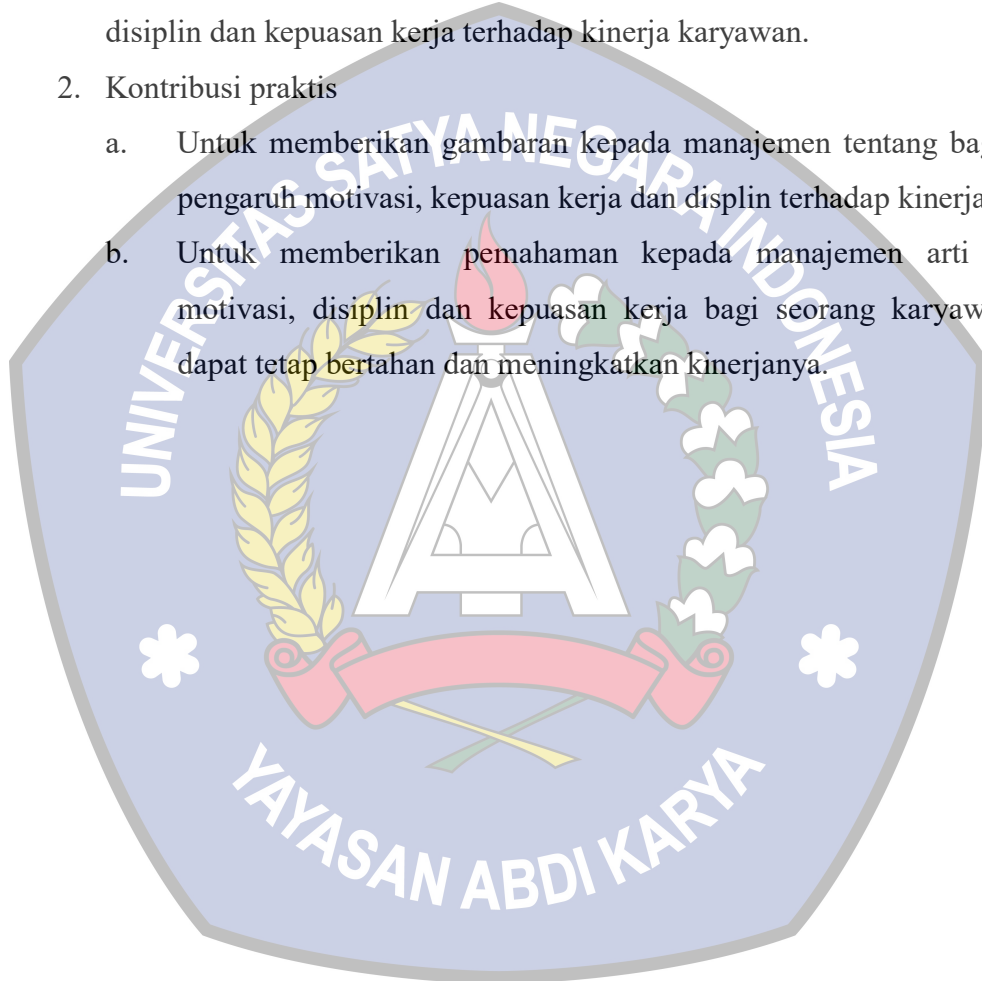 disiplin dan kepuasan kerja terhadap kinerja karyawan.
2. Kontribusi praktis
a. Untuk memberikan gambaran kepada manajemen tentang
pengaruh motivasi, kepuasan kerja dan displin terhadap kinerja
b. Untuk memberikan pemahaman kepada manajemen arti
motivasi, disiplin dan kepuasan kerja bagi seorang
dapat tetap bertahan dan meningkatkan kinerjanya.
UNIVERSITAS SATYA NEGARA INDONESIA
YAYASAN ABDI KARYA